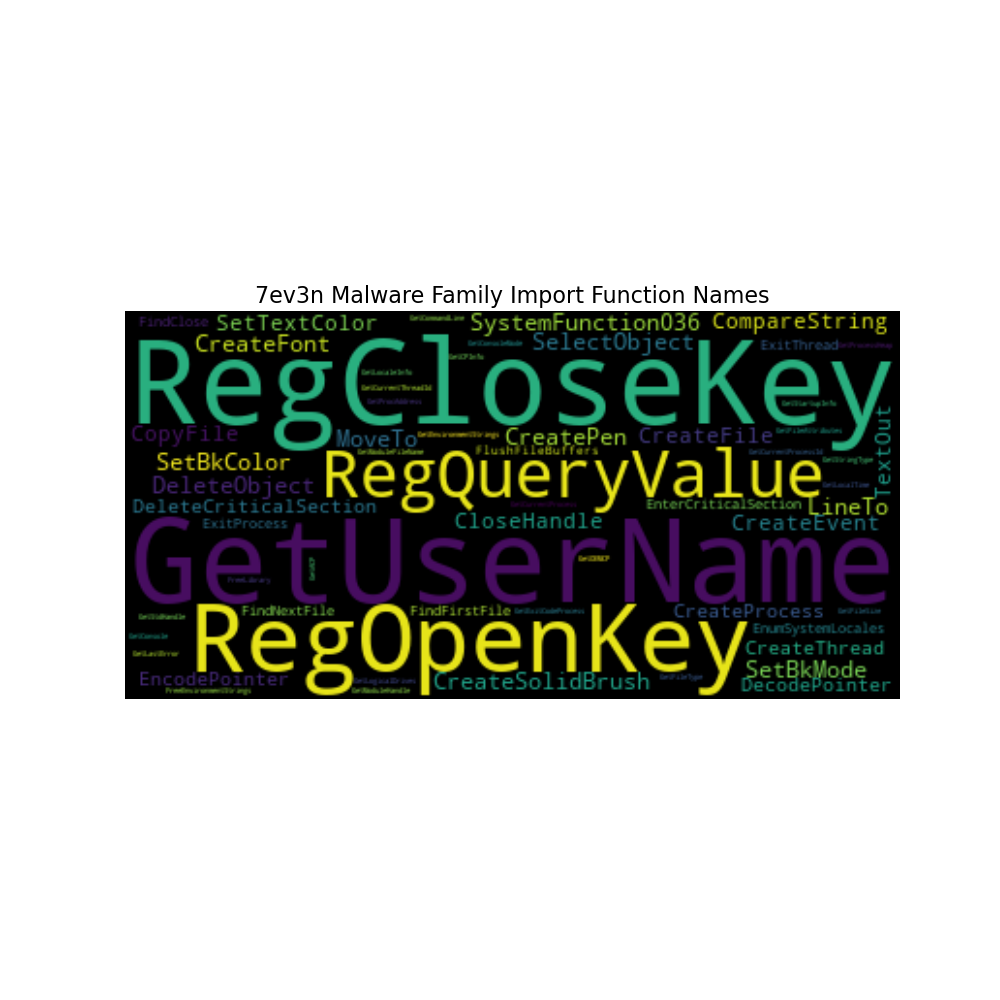 7ev3n Malware Family Import Function Names
FindClose
SetTextColor
GetCommandLine
SystemFunction036
CompareString
CreateFont
GetConsoleMode
SelectObject
ExitThread
GetProcessHeap
RegCloseKey
GetCPInfo
GetLocaleInfo
GetCurrentThreadId
GetProcAddress
GetStartupInfo
CopyFile
MoveTo
GetEnvironmentStrings
CreatePen
CreateFile
GetFileAttributes
TextOut
SetBkColor
GetModuleFileName
FlushFileBuffers
GetCurrentProcessId
GetStringType
RegQueryValue
DeleteObject
GetLocalTime
DeleteCriticalSection
EnterCriticalSection
LineTo
ExitProcess
CloseHandle
CreateEvent
GetUserName
GetACP
GetOEMCP
FreeLibrary
GetStdHandle
FindNextFile
FindFirstFile
GetExitCodeProcess
CreateProcess
GetFileSize
RegOpenKey
GetConsole
EnumSystemLocales
GetLastError
CreateThread
SetBkMode
EncodePointer
GetLogicalDrives
CreateSolidBrush
GetFileType
DecodePointer
FreeEnvironmentStrings
GetModuleHandle